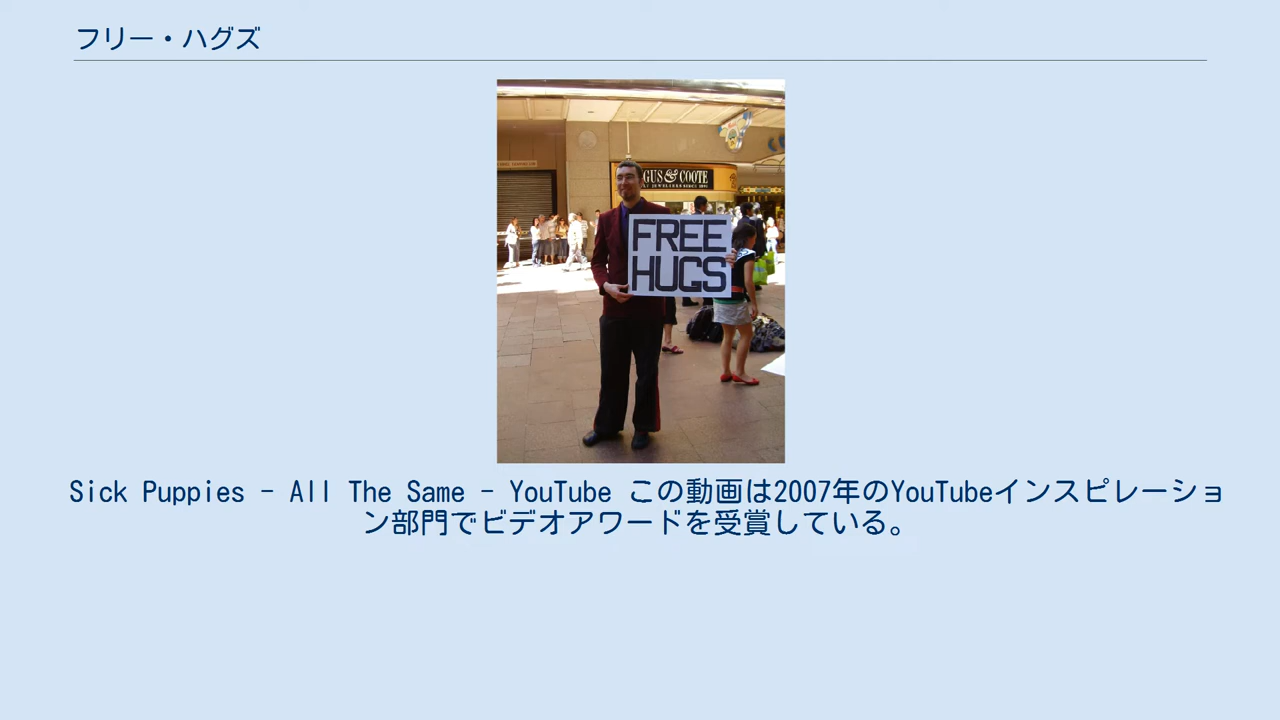 フリー・ハグズ
GUS & COOTE
FREE
HUGS
Sick Puppies - All The Same - YouTube この動画は2007年のYouTubeインスピレーショ
ン部門でビデオアワードを受賞している。